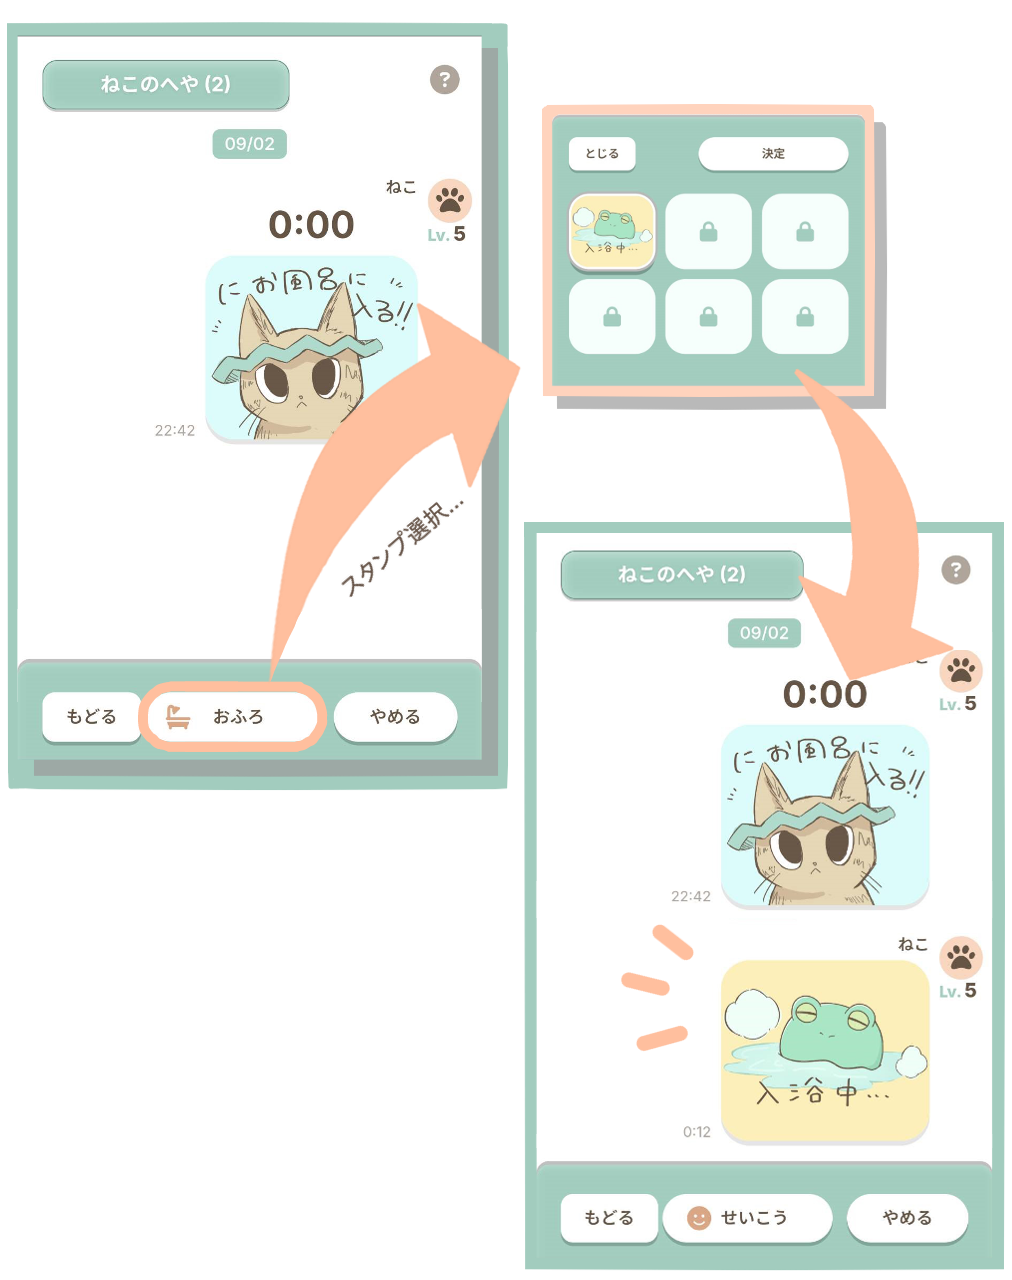 ねこのへや (2)
?
09/02
ねこ
Lv. 5
0:00
にお風呂に
入る!!
22:42
スタンプ選択...
もどる
おふろ
やめる
とじる
決定
入浴中...
ねこのへや (2)
?
09/02
Lv. 5
0:00
にお風呂に
入る!!
22:42
ねこ
Lv. 5
入浴中...
0:12
もどる
せいこう
やめる